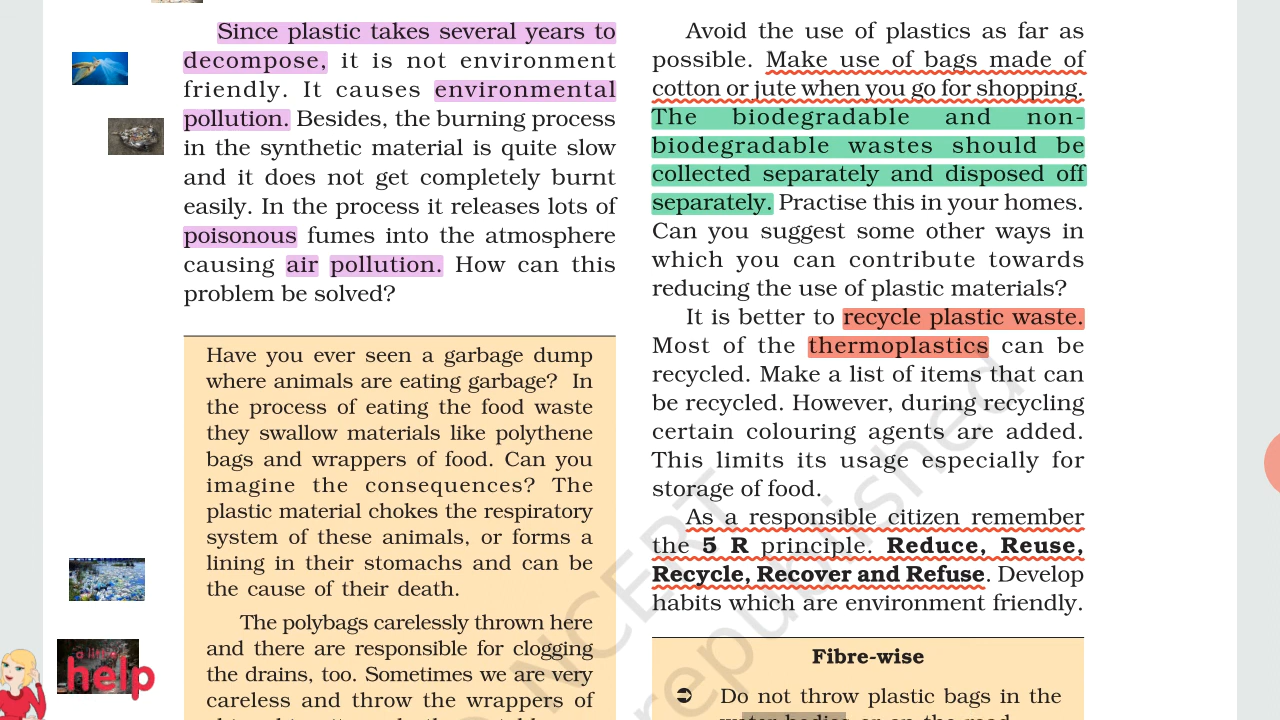 Since plastic takes several years to
decompose, it is not environment
friendly. It causes environmental
pollution. Besides, the burning process
in the synthetic material is quite slow
and it does not get completely burnt
easily. In the process it releases lots of
poisonous fumes into the atmosphere
causing air pollution. How can this
problem be solved?
Have you ever seen a garbage dump
where animals are eating garbage? In
the process of eating the food waste
they swallow materials like polythene
bags and wrappers of food. Can you
imagine the consequences? The
plastic material chokes the respiratory
system of these animals, or forms a
lining in their stomachs and can be
the cause of their death.
The polybags carelessly thrown here
and there are responsible for clogging
the drains, too. Sometimes we are very
careless and throw the wrappers of
Avoid the use of plastics as far as
possible. Make use of bags made of
cotton or jute when you go for shopping.
The biodegradable and non-
biodegradable wastes should be
collected separately and disposed off
separately. Practise this in your homes.
Can you suggest some other ways in
which you can contribute towards
reducing the use of plastic materials?
It is better to recycle plastic waste.
Most of the thermoplastics can be
recycled. Make a list of items that can
be recycled. However, during recycling
certain colouring agents are added.
This limits its usage especially for
storage of food.
As a responsible citizen remember
the 5 R principle. Reduce, Reuse,
Recycle, Recover and Refuse. Develop
habits which are environment friendly.
Fibre-wise
Do not throw plastic bags in the
water bodies or on the road.
NCERT
republished
a little
help